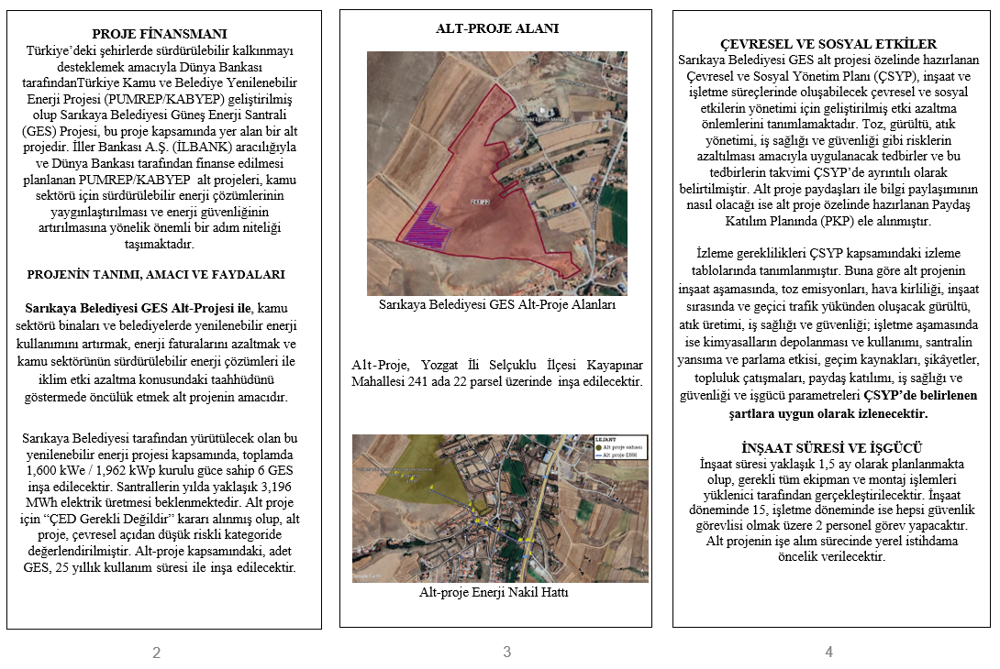 PROJE FİNANSMANI
Türkiye’deki şehirlerde sürdürülebilir kalkınmayı
desteklemek amacıyla Dünya Bankası
tarafındanTürkiye Kamu ve Belediye Yenilenebilir
Enerji Projesi (PUMREP/KABYEP) geliştirilmiş
olup Sarıkaya Belediyesi Güneş Enerji Santrali
(GES) Projesi, bu proje kapsamında yer alan bir alt
projedir. İller Bankası A.Ş. (İLBANK) aracılığıyla
ve Dünya Bankası tarafından finanse edilmesi
planlanan PUMREP/KABYEP alt projeleri, kamu
sektörü için sürdürülebilir enerji çözümlerinin
yaygınlaştırılması ve enerji güvenliğinin
artırılmasına yönelik önemli bir adım niteliği
taşımaktadır.
PROJENİN TANIMI, AMACI VE FAYDALARI
Sarıkaya Belediyesi GES Alt-Projesi ile, kamu
sektörü binaları ve belediyelerde yenilenebilir enerji
kullanımını artırmak, enerji faturalarını azaltmak ve
kamu sektörünün sürdürülebilir enerji çözümleri ile
iklim etki azaltma konusundaki taahhüdünü
göstermede öncülük etmek alt projenin amacıdır.
Sarıkaya Belediyesi tarafından yürütülecek olan bu
yenilenebilir enerji projesi kapsamında, toplamda
1,600 kWe / 1,962 kWp kurulu güce sahip 6 GES
inşa edilecektir. Santrallerin yılda yaklaşık 3,196
MWh elektrik üretmesi beklenmektedir. Alt proje
için “ÇED Gerekli Değildir” kararı alınmış olup, alt
proje, çevresel açıdan düşük riskli kategoride
değerlendirilmiştir. Alt-proje kapsamındaki, adet
GES, 25 yıllık kullanım süresi ile inşa edilecektir.
2
ALT-PROJE ALANI
Mesleki Eğitim Merkezi
241 22
Sarıkaya Belediyesi GES Alt-Proje Alanları
Alt-Proje, Yozgat İli Selçuklu İlçesi Kayapınar
Mahallesi 241 ada 22 parsel üzerinde inşa edilecektir.
LEJANT
Alt proje sahası
Alt proje ENH
Google Earth
Alt-proje Enerji Nakil Hattı
3
ÇEVRESEL VE SOSYAL ETKİLER
Sarıkaya Belediyesi GES alt projesi özelinde hazırlanan
Çevresel ve Sosyal Yönetim Planı (ÇSYP), inşaat ve
işletme süreçlerinde oluşabilecek çevresel ve sosyal
etkilerin yönetimi için geliştirilmiş etki azaltma
önlemlerini tanımlamaktadır. Toz, gürültü, atık
yönetimi, iş sağlığı ve güvenliği gibi risklerin
azaltılması amacıyla uygulanacak tedbirler ve bu
tedbirlerin takvimi ÇSYP’de ayrıntılı olarak
belirtilmiştir. Alt proje paydaşları ile bilgi paylaşımının
nasıl olacağı ise alt proje özelinde hazırlanan Paydaş
Katılım Planında (PKP) ele alınmıştır.
İzleme gereklilikleri ÇSYP kapsamındaki izleme
tablolarında tanımlanmıştır. Buna göre alt projenin
inşaat aşamasında, toz emisyonları, hava kirliliği, inşaat
sırasında ve geçici trafik yükünden oluşacak gürültü,
atık üretimi, iş sağlığı ve güvenliği; işletme aşamasında
ise kimyasalların depolanması ve kullanımı, santralin
yansıma ve parlama etkisi, geçim kaynakları, şikâyetler,
topluluk çatışmaları, paydaş katılımı, iş sağlığı ve
güvenliği ve işgücü parametreleri ÇSYP’de belirlenen
şartlara uygun olarak izlenecektir.
İNŞAAT SÜRESİ VE İŞGÜCÜ
İnşaat süresi yaklaşık 1,5 ay olarak planlanmakta
olup, gerekli tüm ekipman ve montaj işlemleri
yüklenici tarafından gerçekleştirilecektir. İnşaat
döneminde 15, işletme döneminde ise hepsi güvenlik
görevlisi olmak üzere 2 personel görev yapacaktır.
Alt projenin işe alım sürecinde yerel istihdama
öncelik verilecektir.
4